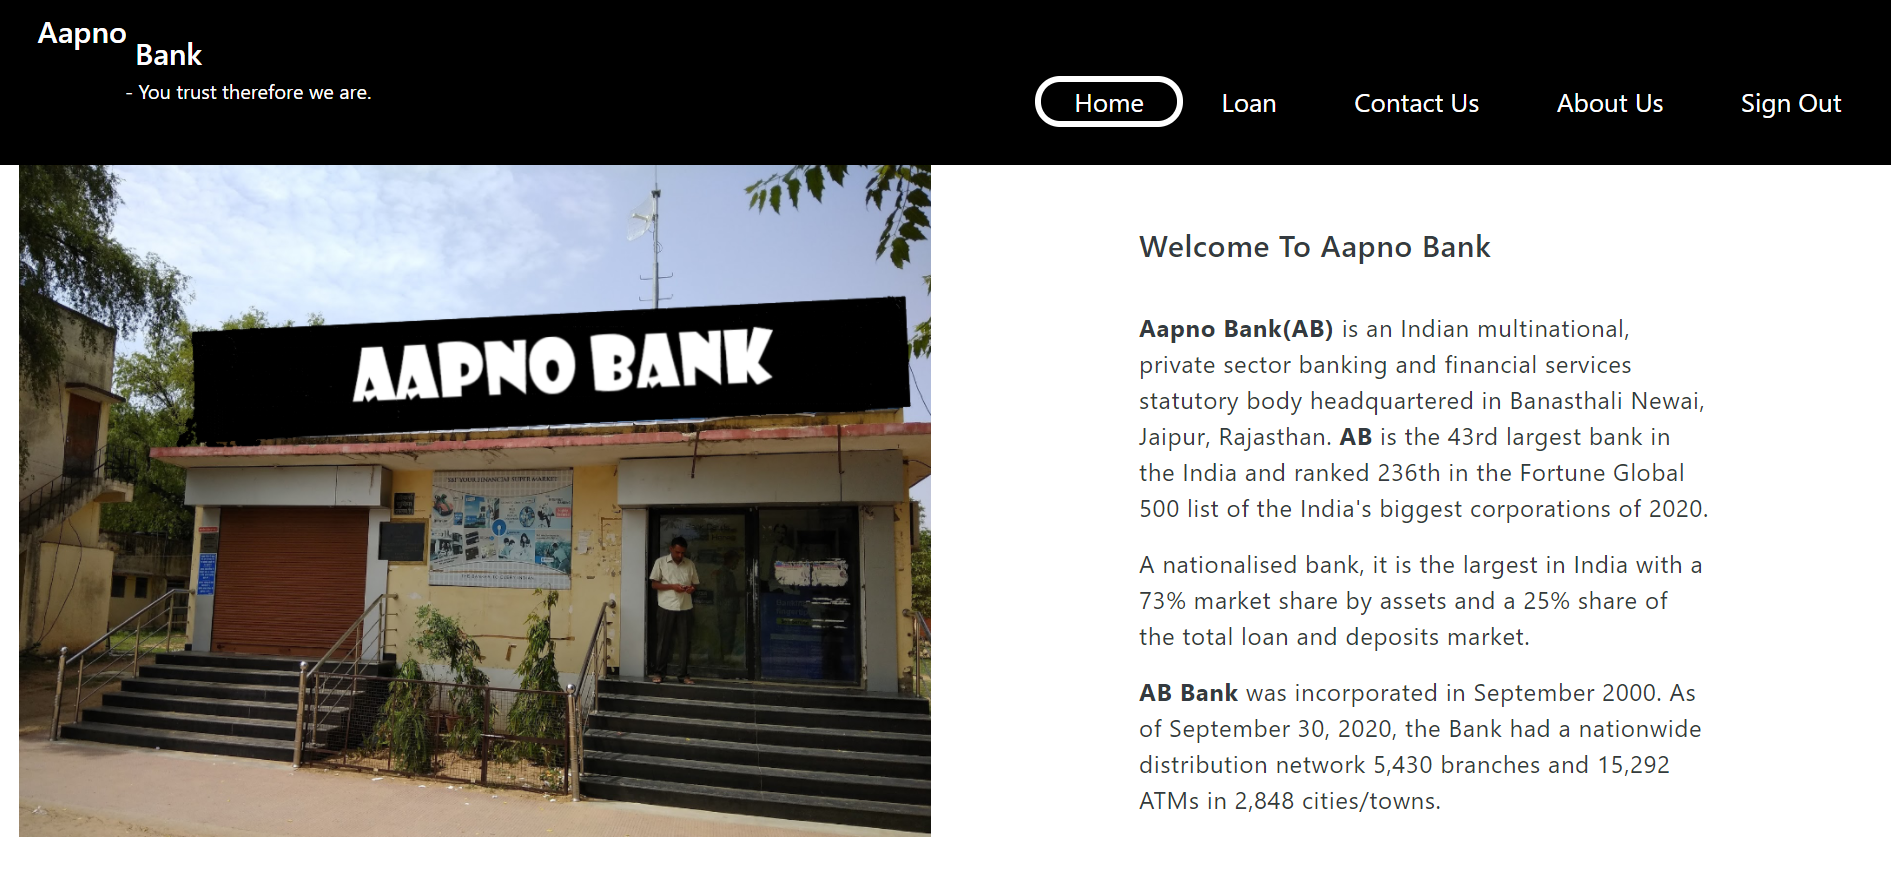 Aapno
Bank
- You trust therefore we are.
Home
Loan
Contact Us
About Us
Sign Out
AAPNO BANK
Welcome To Aapno Bank
Aapno Bank(AB) is an Indian multinational,
private sector banking and financial services
statutory body headquartered in Banasthali Newai,
Jaipur, Rajasthan. AB is the 43rd largest bank in
the India and ranked 236th in the Fortune Global
500 list of the India's biggest corporations of 2020.
A nationalised bank, it is the largest in India with a
73% market share by assets and a 25% share of
the total loan and deposits market.
AB Bank was incorporated in September 2000. As
of September 30, 2020, the Bank had a nationwide
distribution network 5,430 branches and 15,292
ATMs in 2,848 cities/towns.